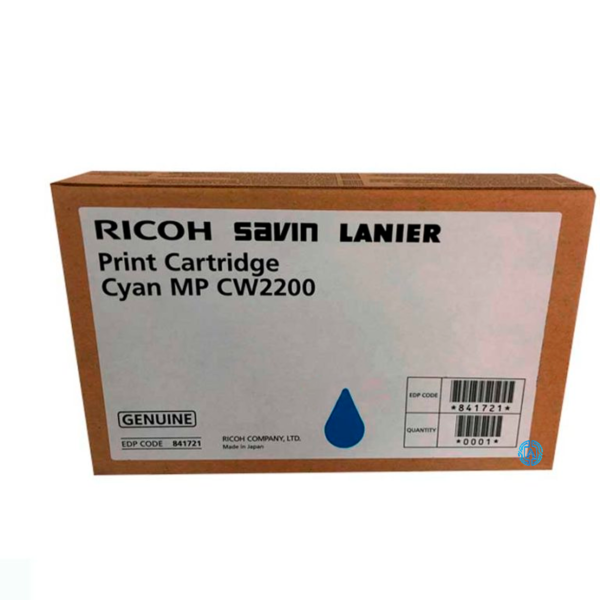 RICOH savin LANIER
Print Cartridge
Cyan MP CW2200
GENUINE
EDP CODE 841721
RICOH COMPANY, LTD.
Made in Japan
EDP CODE
*841721*
QUANTITY
*0001*